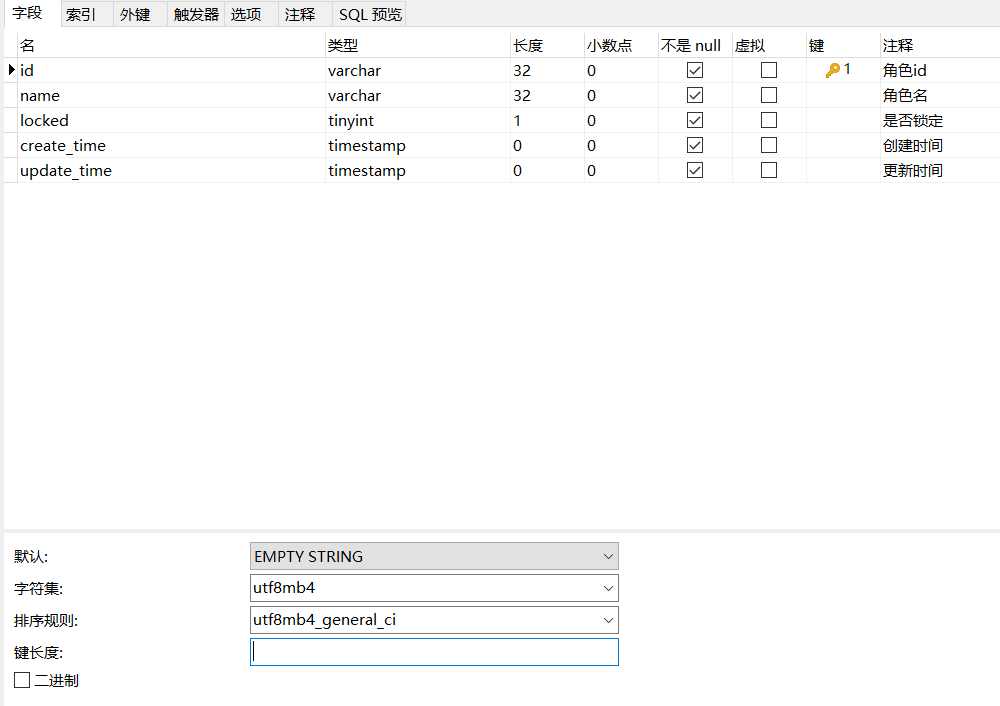 字段 索引 外键 触发器 选项 注释 SQL 预览
名 类型 长度 小数点 不是 null 虚拟 键 注释
id varchar 32 0 1 角色id
name varchar 32 0 角色名
locked tinyint 1 0 是否锁定
create_time timestamp 0 0 创建时间
update_time timestamp 0 0 更新时间
默认: EMPTY STRING
字符集: utf8mb4
排序规则: utf8mb4_general_ci
键长度:
二进制